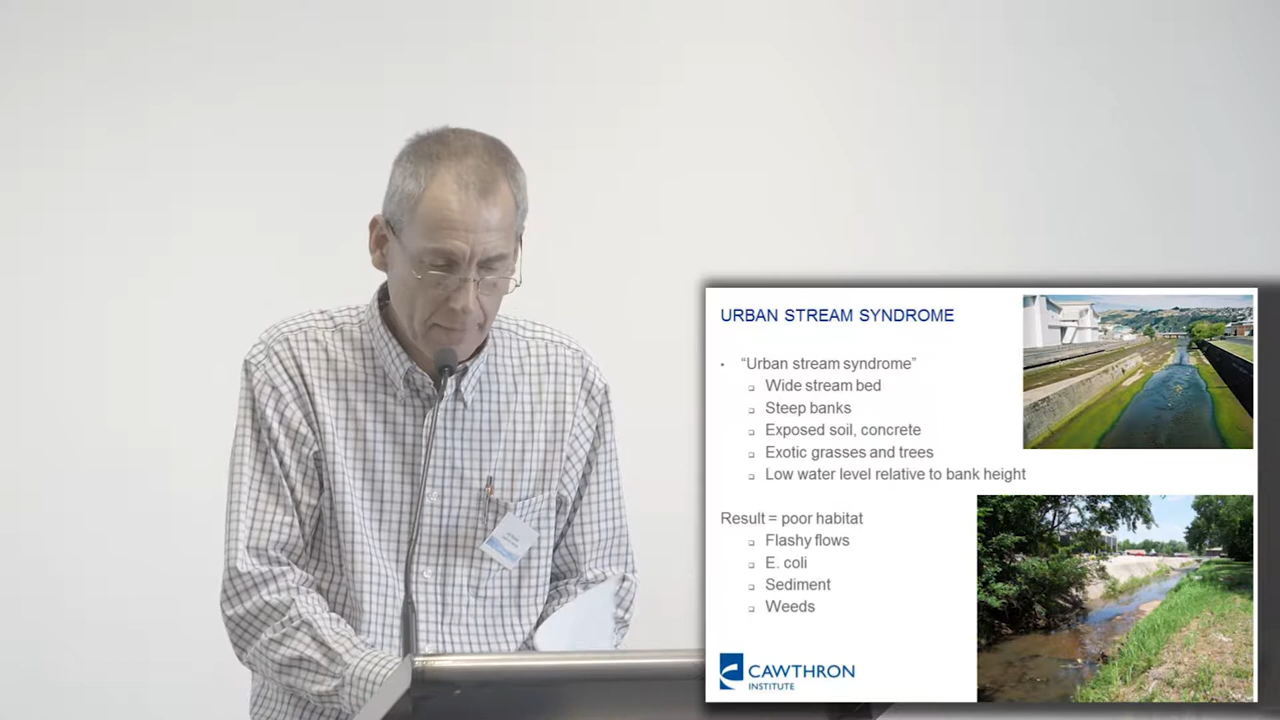 URBAN STREAM SYNDROME
• “Urban stream syndrome”
Wide stream bed
Steep banks
Exposed soil, concrete
Exotic grasses and trees
Low water level relative to bank height
Result = poor habitat
Flashy flows
E. coli
Sediment
Weeds
CAWTHRON
INSTITUTE